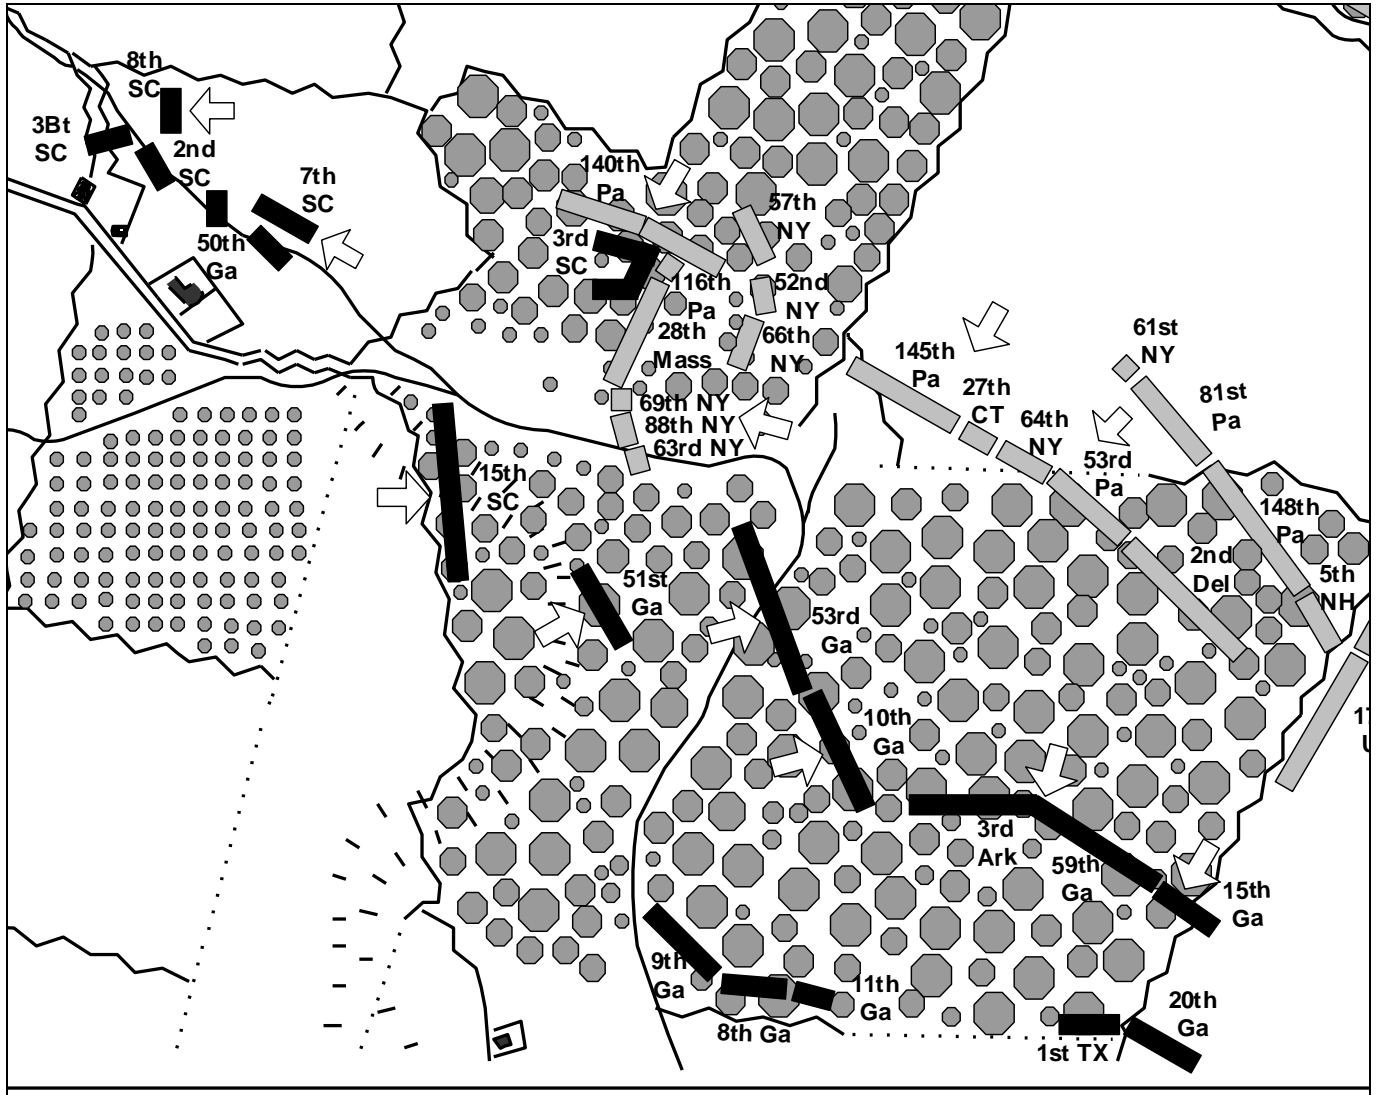 8th
SC
3Bt
SC
2nd
SC
7th
SC
50th
Ga
140th
Pa
3rd
SC
57th
NY
116th
Pa
52nd
NY
28th
Mass
66th
NY
69th NY
88th NY
63rd NY
145th
Pa
27th
CT
64th
NY
53rd
Pa
61st
NY
81st
Pa
148th
Pa
2nd
Del
5th
NH
15th
SC
51st
Ga
53rd
Ga
10th
Ga
3rd
Ark
59th
Ga
15th
Ga
9th
Ga
8th Ga
11th
Ga
1st TX
20th
Ga